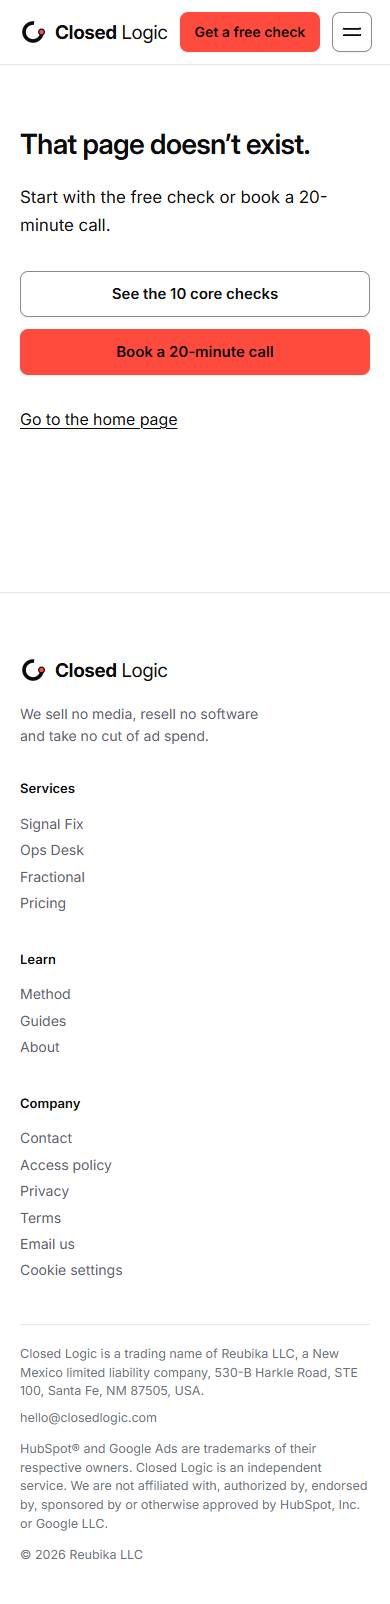 Closed Logic
Get a free check
That page doesn’t exist.
Start with the free check or book a 20-
minute call.
See the 10 core checks
Book a 20-minute call
Go to the home page
Closed Logic
We sell no media, resell no software
and take no cut of ad spend.
Services
Signal Fix
Ops Desk
Fractional
Pricing
Learn
Method
Guides
About
Company
Contact
Access policy
Privacy
Terms
Email us
Cookie settings
Closed Logic is a trading name of Reubika LLC, a New
Mexico limited liability company, 530-B Harkle Road, STE
100, Santa Fe, NM 87505, USA.
hello@closedlogic.com
HubSpot® and Google Ads are trademarks of their
respective owners. Closed Logic is an independent
service. We are not affiliated with, authorized by, endorsed
by, sponsored by or otherwise approved by HubSpot, Inc.
or Google LLC.
© 2026 Reubika LLC